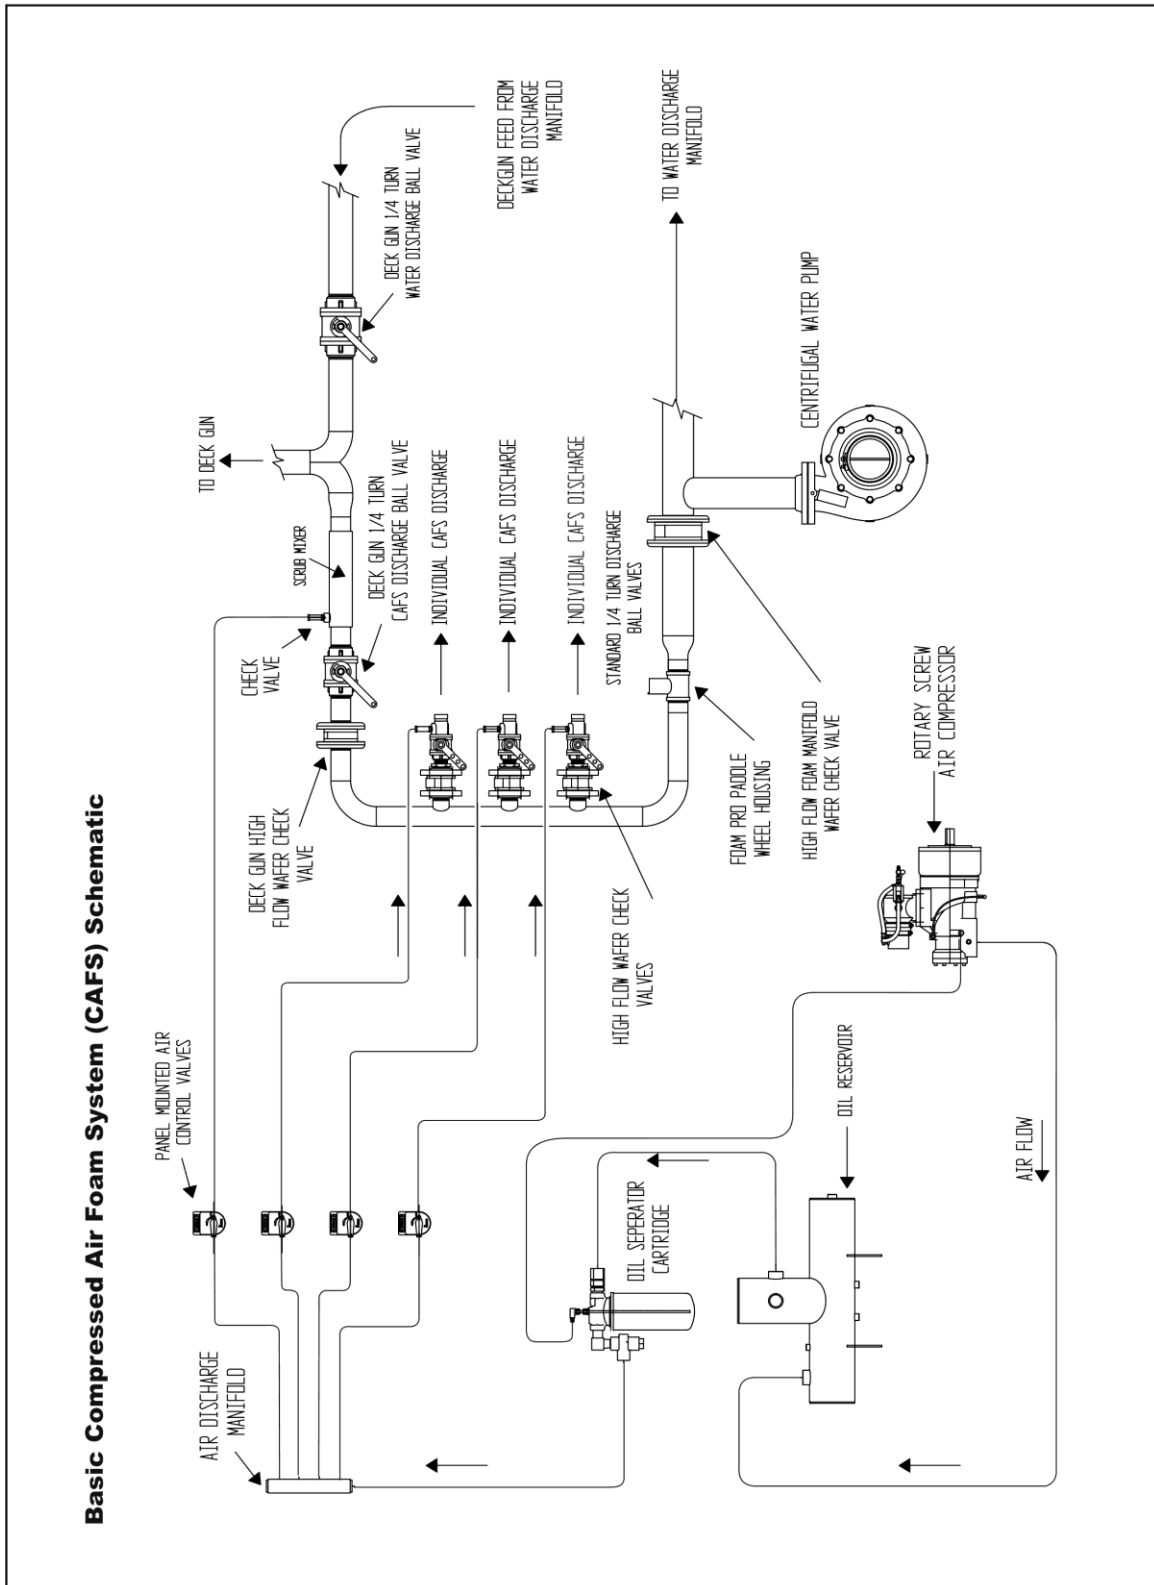 Basic Compressed Air Foam System (CAFS) Schematic
AIR DISCHARGE
MANIFOLD
PANEL MOUNTED AIR
CONTROL VALVES
DECK GUN HIGH
FLOW WAFER CHECK
VALVE
CHECK
VALVE
SCRUB MIXER
TO DECK GUN
DECK GUN 1/4 TURN
WATER DISCHARGE BALL VALVE
DECKGUN FEED FROM
WATER DISCHARGE
MANIFOLD
DECK GUN 1/4 TURN
CAFS DISCHARGE BALL VALVE
INDIVIDUAL CAFS DISCHARGE
INDIVIDUAL CAFS DISCHARGE
INDIVIDUAL CAFS DISCHARGE
STANDARD 1/4 TURN DISCHARGE
BALL VALVES
TO WATER DISCHARGE
MANIFOLD
HIGH FLOW WAFER CHECK
VALVES
FOAM PRO PADDLE
WHEEL HOUSING
HIGH FLOW FOAM MANIFOLD
WAFER CHECK VALVE
CENTRIFUGAL WATER PUMP
OIL SEPERATOR
CARTRIDGE
OIL RESERVOIR
ROTARY SCREW
AIR COMPRESSOR
AIR FLOW